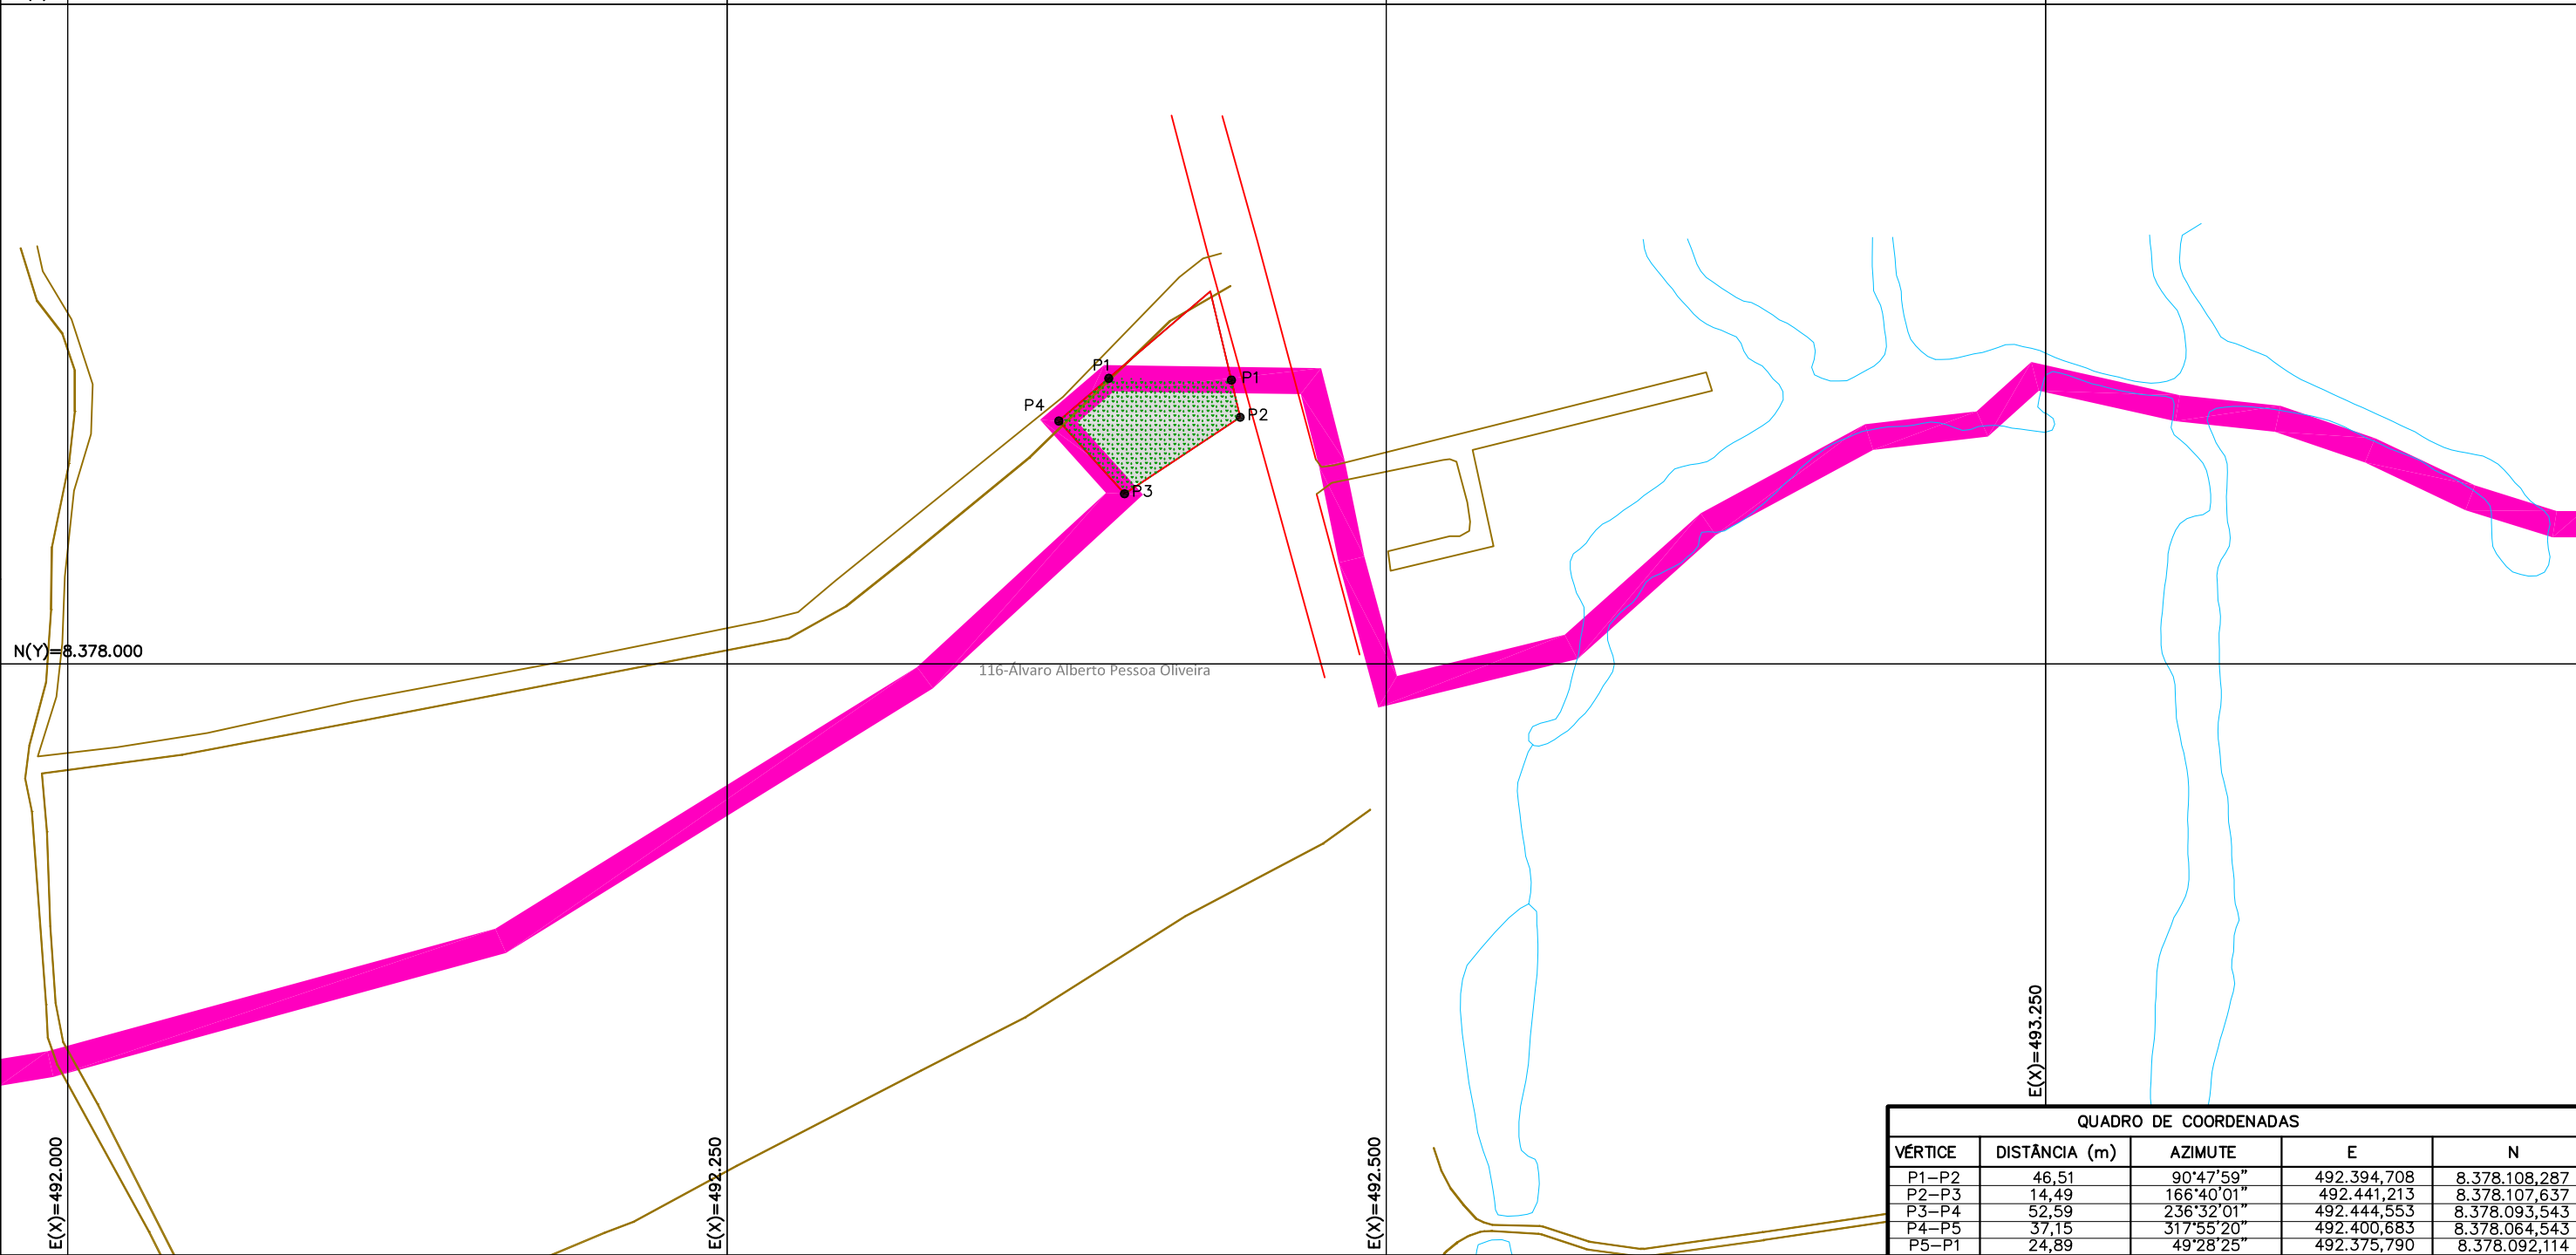 P1
P1
P4
P2
P3
N(Y)=8.378.000
116-Álvaro Alberto Pessoa Oliveira
E(X)=492.000
E(X)=492.250
E(X)=492.500
E(X)=493.250
QUADRO DE COORDENADAS
VÉRTICE DISTÂNCIA (m) AZIMUTE E N
P1-P2 46,51 90°47'59" 492.394,708 8.378.108,287
P2-P3 14,49 166°40'01" 492.441,213 8.378.107,637
P3-P4 52,59 236°32'01" 492.444,553 8.378.093,543
P4-P5 37,15 317°55'20" 492.400,683 8.378.064,543
P5-P1 24,89 49°28'25" 492.375,790 8.378.092,114